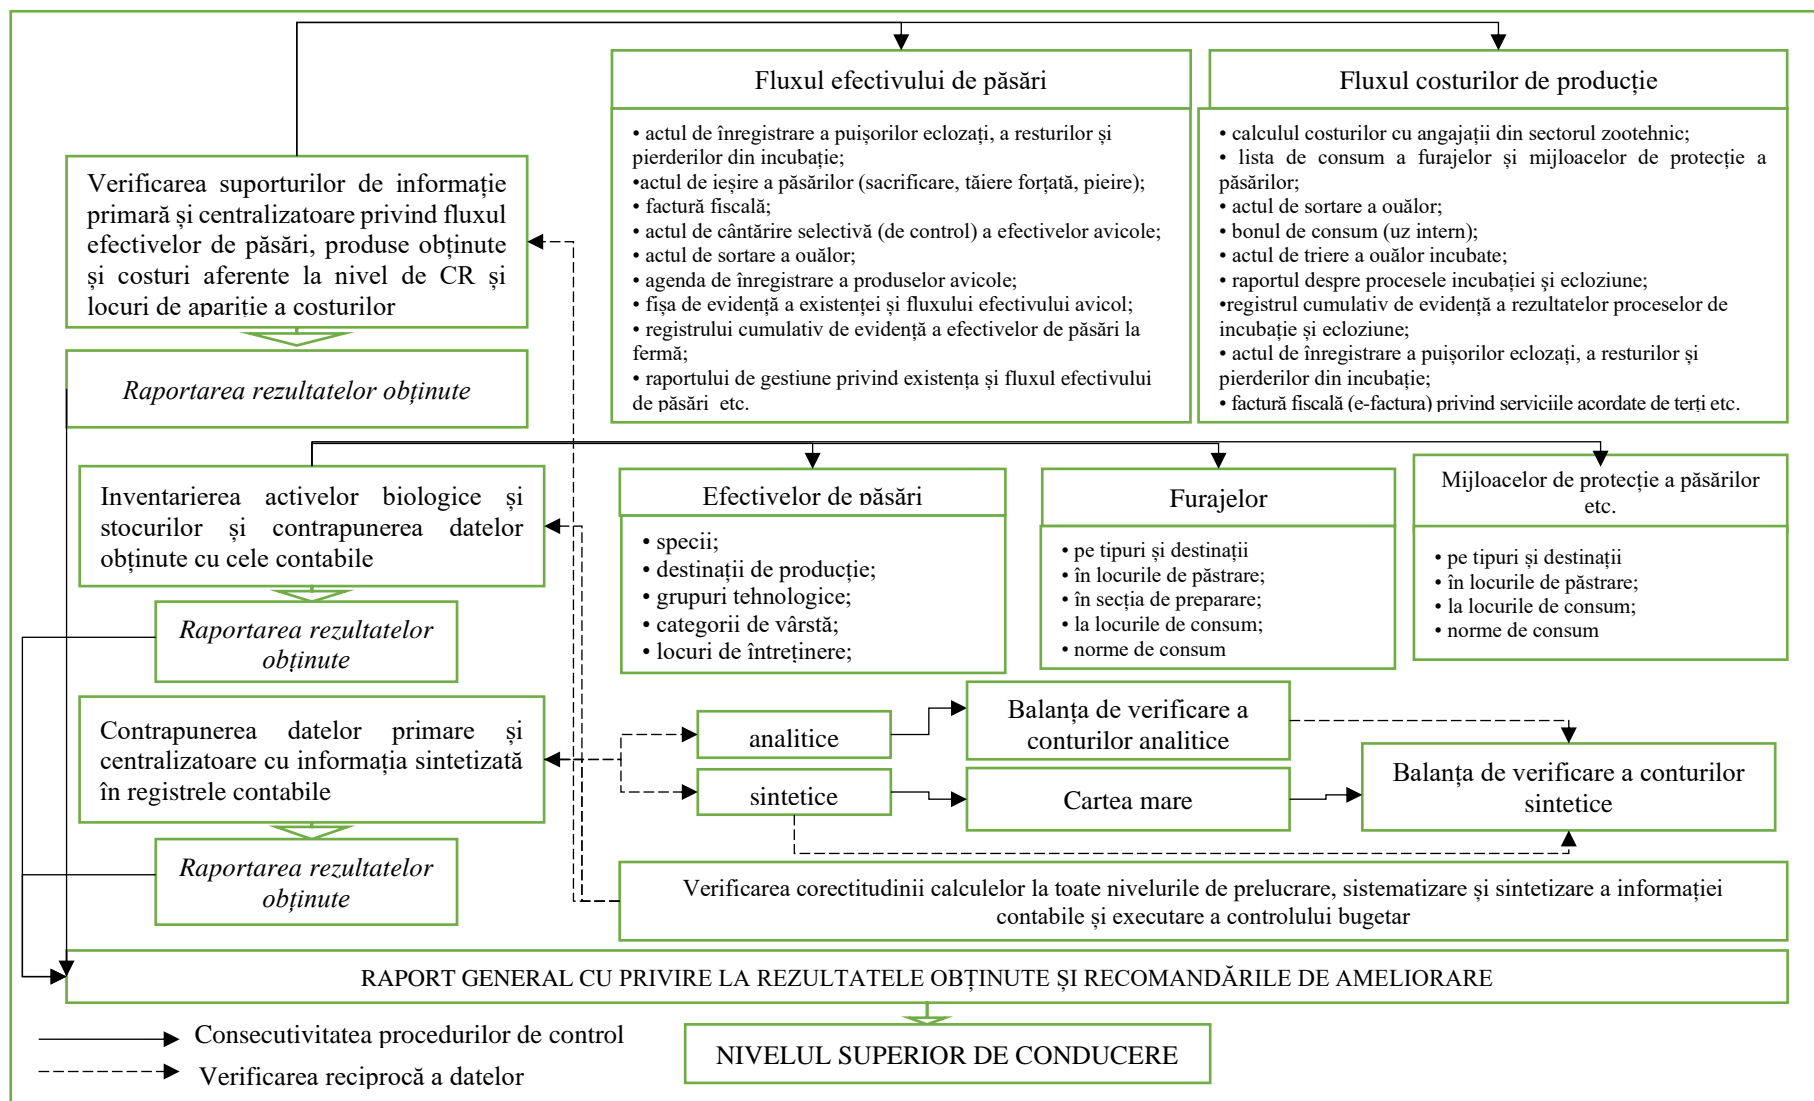 Fluxul efectivului de păsări
• actul de înregistrare a puișorilor eclozați, a resturilor și
pierderilor din incubație;
•actul de ieșire a păsărilor (sacrificare, tăiere forțată, pieire);
• factură fiscală;
• actul de cântărire selectivă (de control) a efectivelor avicole;
• actul de sortare a ouălor;
• agenda de înregistrare a produselor avicole;
• fișa de evidență a existenței și fluxului efectivului avicol;
• registrului cumulativ de evidență a efectivelor de păsări la
fermă;
• raportului de gestiune privind existența și fluxul efectivului
de păsări etc.
Fluxul costurilor de producție
• calculul costurilor cu angajații din sectorul zootehnic;
• lista de consum a furajelor și mijloacelor de protecție a
păsărilor;
• actul de sortare a ouălor;
• bonul de consum (uz intern);
• actul de triere a ouălor incubate;
• raportul despre procesele incubației și ecloziune;
•registrul cumulativ de evidență a rezultatelor proceselor de
incubație și ecloziune;
• actul de înregistrare a puișorilor eclozați, a resturilor și
pierderilor din incubație;
• factură fiscală (e-factura) privind serviciile acordate de terți etc.
Verificarea suporturilor de informație
primară și centralizatoare privind fluxul
efectivelor de păsări, produse obținute
și costuri aferente la nivel de CR și
locuri de apariție a costurilor
Raportarea rezultatelor obținute
Inventarierea activelor biologice și
stocurilor și contrapunerea datelor
obținute cu cele contabile
Raportarea rezultatelor
obținute
Efectivelor de păsări
• specii;
• destinații de producție;
• grupuri tehnologice;
• categorii de vârstă;
• locuri de întreținere;
Furajelor
• pe tipuri și destinații
• în locurile de păstrare;
• în secția de preparare;
• la locurile de consum;
• norme de consum
Mijloacelor de protecție a păsărilor
etc.
• pe tipuri și destinații
• în locurile de păstrare;
• la locurile de consum;
• norme de consum
Contrapunerea datelor primare și
centralizatoare cu informația sintetizată
în registrele contabile
Raportarea rezultatelor
obținute
analitice
Balanța de verificare a
conturilor analitice
sintetice
Cartea mare
Balanța de verificare a conturilor
sintetice
Verificarea corectitudinii calculelor la toate nivelurile de prelucrare, sistematizare și sintetizare a informației
contabile și executare a controlului bugetar
RAPORT GENERAL CU PRIVIRE LA REZULTATELE OBȚINUTE ȘI RECOMANDĂRILE DE AMELIORARE
NIVELUL SUPERIOR DE CONDUCERE
Consecutivitatea procedurilor de control
Verificarea reciprocă a datelor